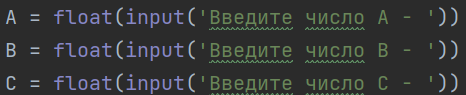 A = float(input('Введите число A - '))
B = float(input('Введите число B - '))
C = float(input('Введите число C - '))